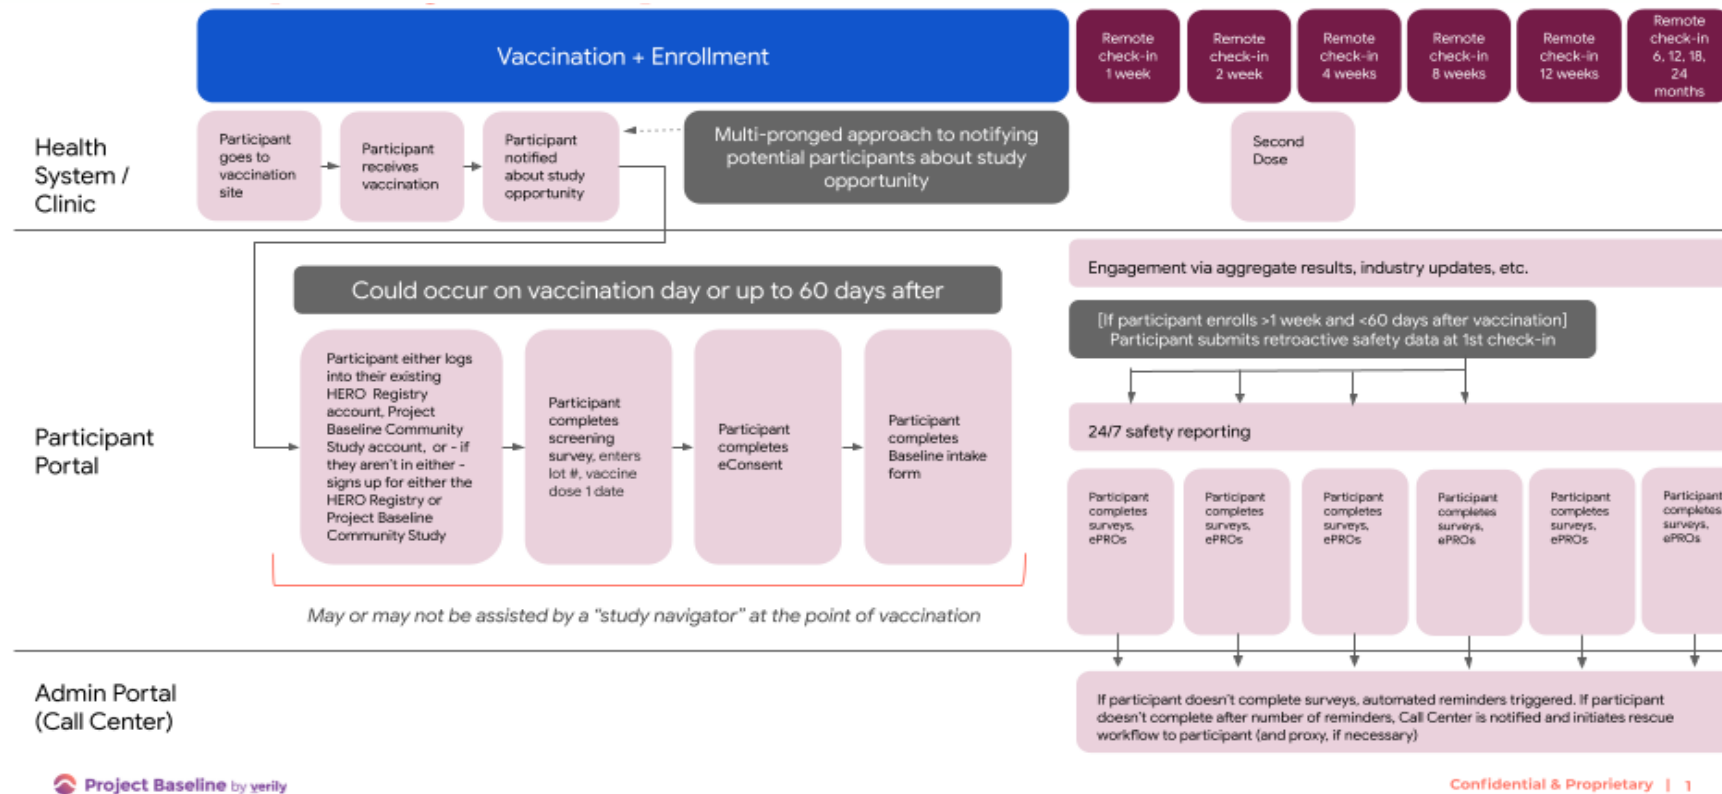 Vaccination + Enrollment
Remote
check-in
1 week
Remote
check-in
2 week
Remote
check-in
4 weeks
Remote
check-in
8 weeks
Remote
check-in
12 weeks
Remote
check-in
6, 12, 18,
24
months
Health
System /
Clinic
Participant
goes to
vaccination
site
Participant
receives
vaccination
Participant
notified
about study
opportunity
Multi-pronged approach to notifying
potential participants about study
opportunity
Second
Dose
Participant
Portal
Could occur on vaccination day or up to 60 days after
Participant either logs
into their existing
HERO Registry
account, Project
Baseline Community
Study account, or - if
they aren't in either -
signs up for either the
HERO Registry or
Project Baseline
Community Study
Participant
completes
screening
survey, enters
lot #, vaccine
dose 1 date
Participant
completes
eConsent
Participant
completes
Baseline intake
form
May or may not be assisted by a "study navigator" at the point of vaccination
Engagement via aggregate results, industry updates, etc.
[If participant enrolls >1 week and <60 days after vaccination]
Participant submits retroactive safety data at 1st check-in
24/7 safety reporting
Participant
completes
surveys,
ePROs
Participant
completes
surveys,
ePROs
Participant
completes
surveys,
ePROs
Participant
completes
surveys,
ePROs
Participant
completes
surveys,
ePROs
Participant
completes
surveys,
ePROs
Admin Portal
(Call Center)
If participant doesn't complete surveys, automated reminders triggered. If participant
doesn't complete after number of reminders, Call Center is notified and initiates rescue
workflow to participant (and proxy, if necessary)
Project Baseline by verily
Confidential & Proprietary | 1